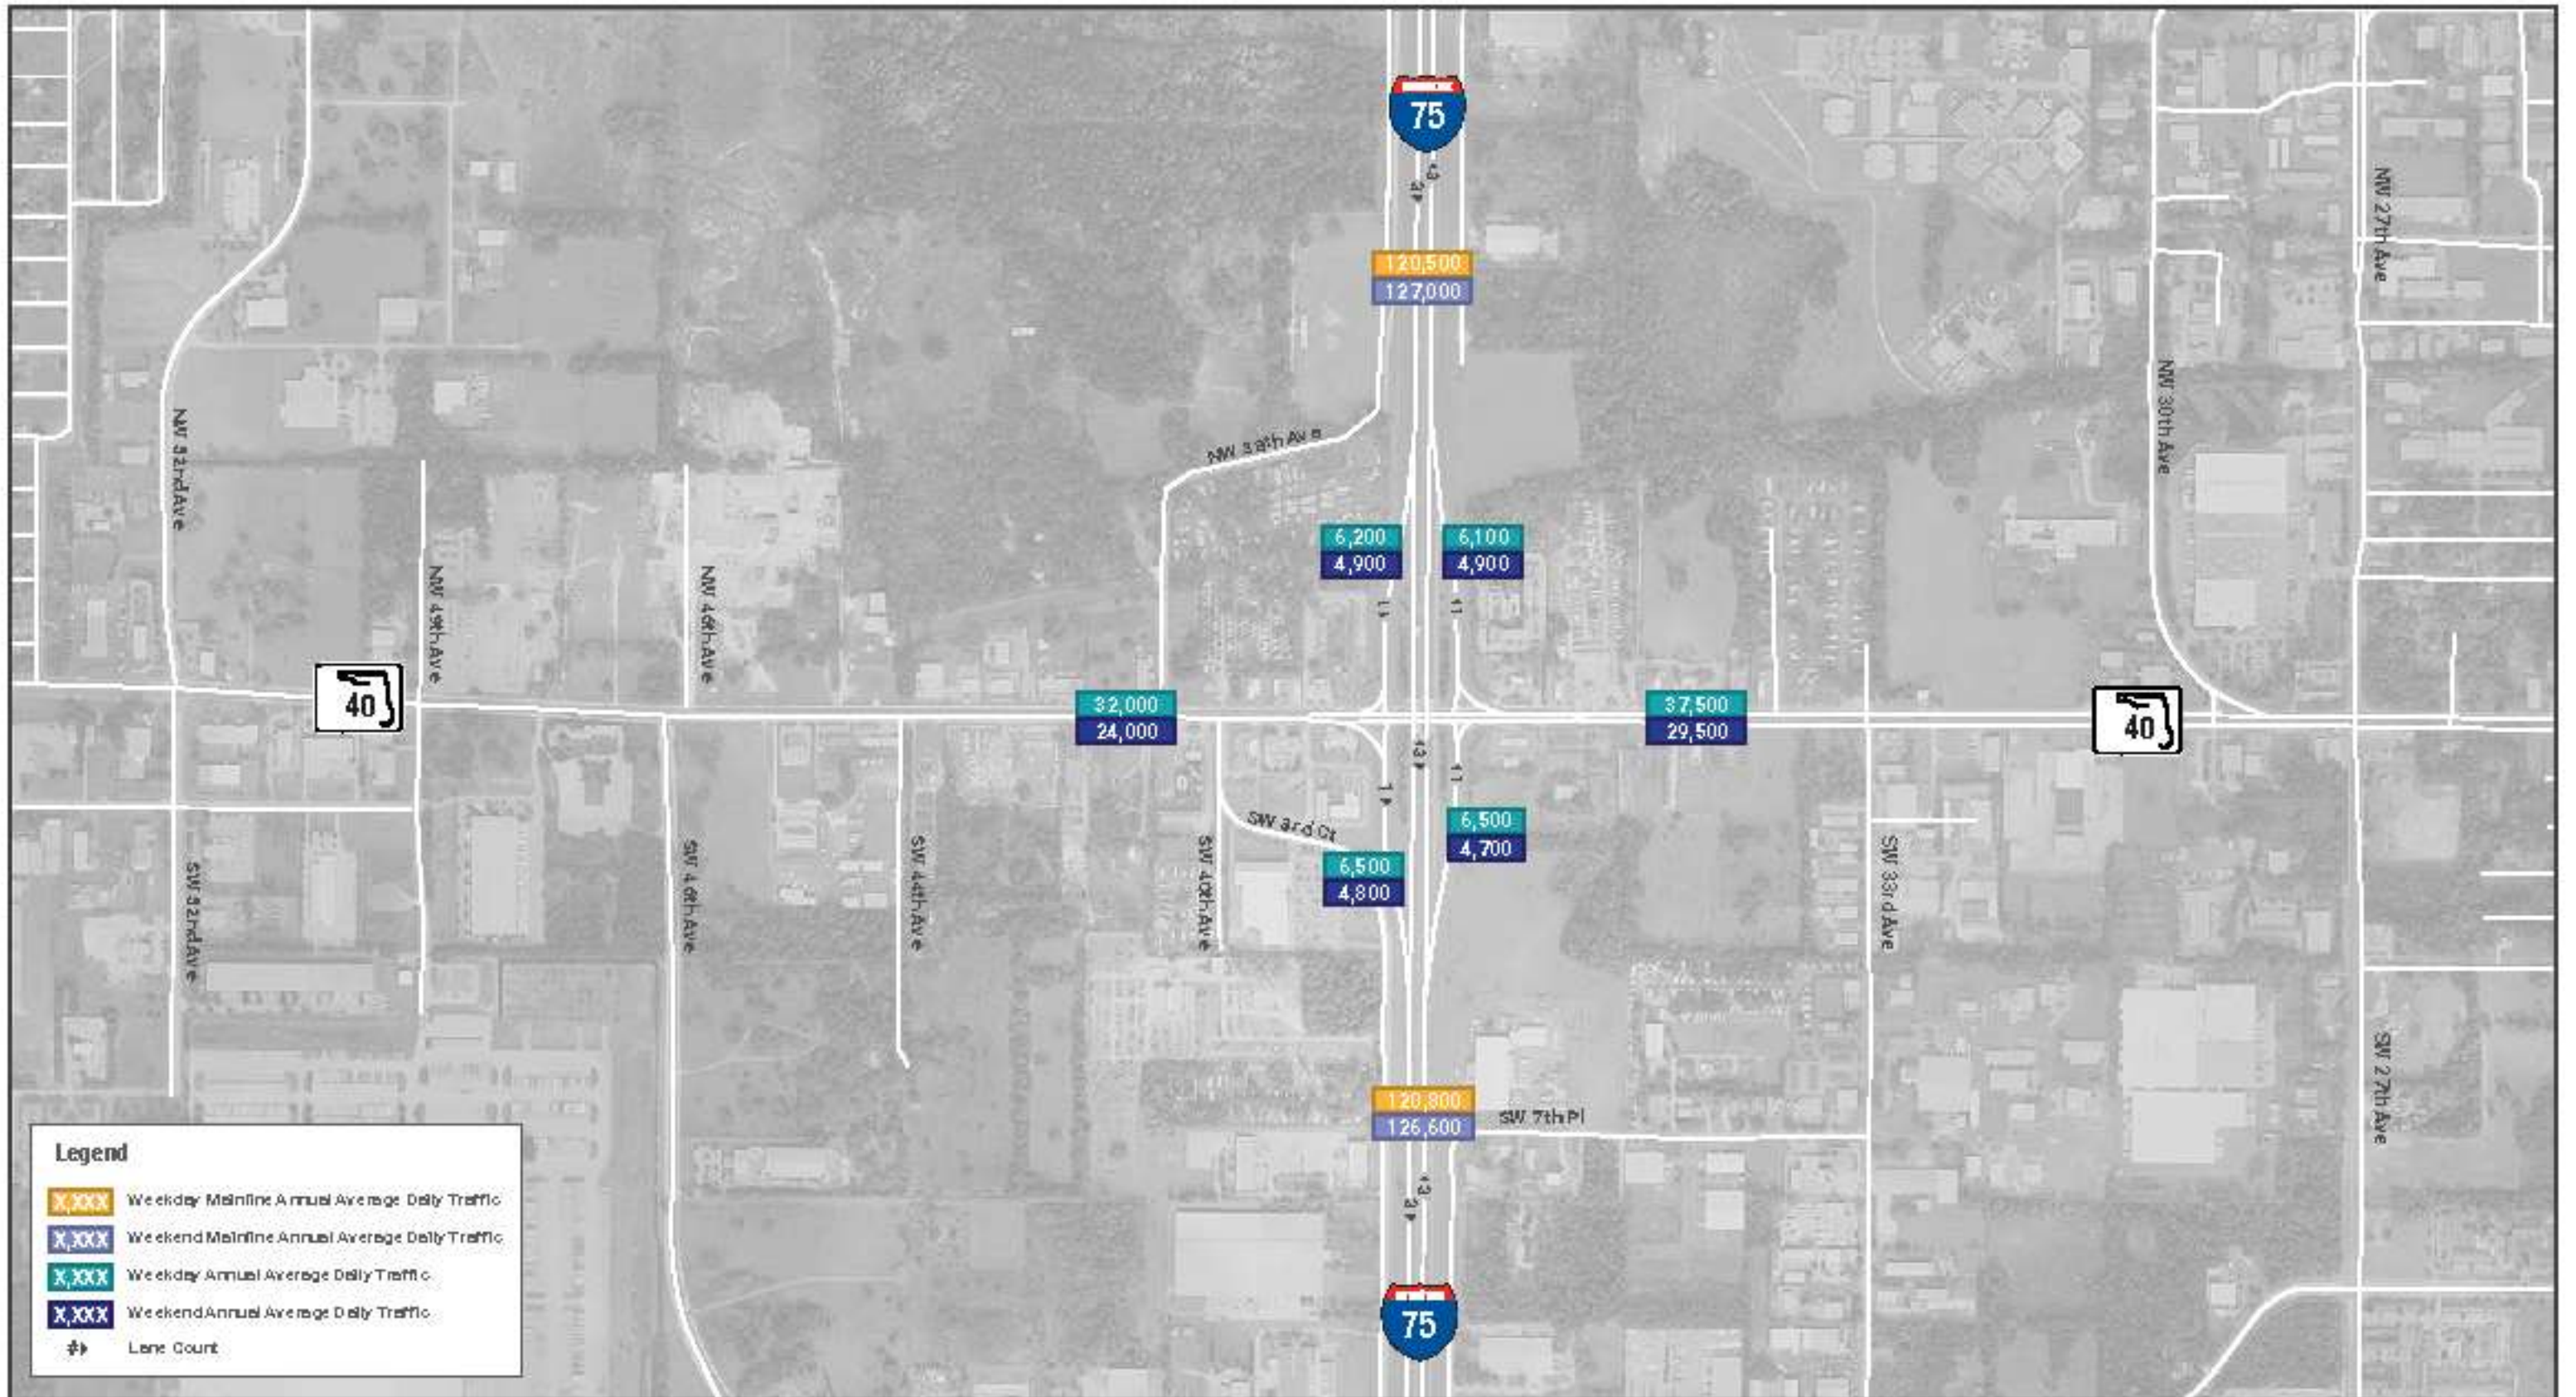 75
NW 27th Ave
120,500
127,000
NW 30th Ave
NW 52nd Ave
NW 38th Ave
6,200
4,900
6,100
4,900
NW 49th Ave
NW 46th Ave
40
32,000
24,000
37,500
29,500
40
SW 3rd Ct
6,500
4,700
6,500
4,800
SW 52nd Ave
SW 46th Ave
SW 44th Ave
SW 40th Ave
SW 33rd Ave
SW 27th Ave
120,800
126,600
SW 7th Pl
75
Legend
X,XXX Weekday Mainline Annual Average Daily Traffic
X,XXX Weekend Mainline Annual Average Daily Traffic
X,XXX Weekday Annual Average Daily Traffic
X,XXX Weekend Annual Average Daily Traffic
# Lane Count